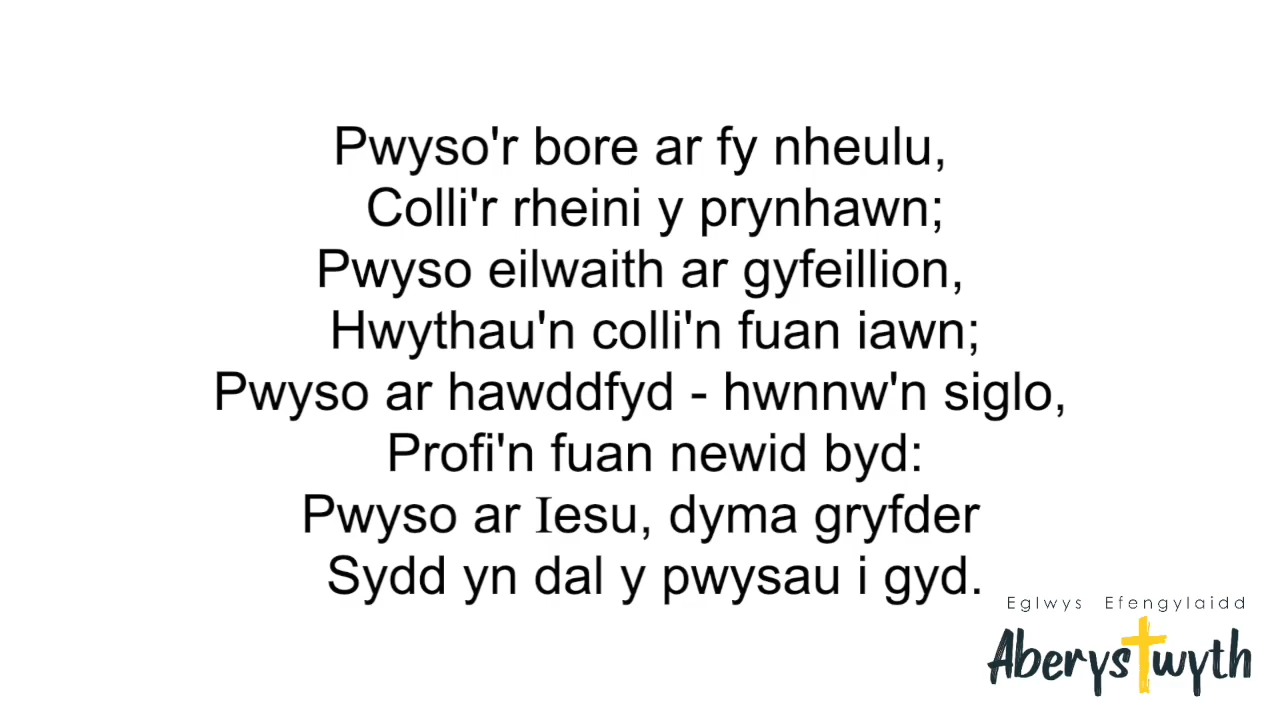 Pwyso'r bore ar fy nheulu,
Colli'r rheini y prynhawn;
Pwyso eilwaith ar gyfeillion,
Hwythau'n colli'n fuan iawn;
Pwyso ar hawddfyd - hwnnw'n siglo,
Profi'n fuan newid byd:
Pwyso ar Iesu, dyma gryfder
Sydd yn dal y pwysau i gyd.
Eglwys Efengylaidd
Aberystwyth